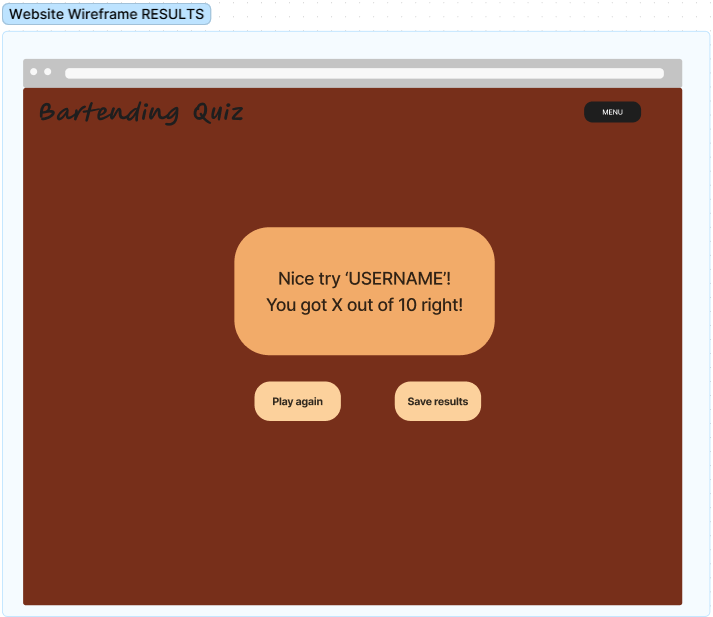 Website Wireframe RESULTS
Bartending Quiz
MENU
Nice try ‘USERNAME’!
You got X out of 10 right!
Play again
Save results